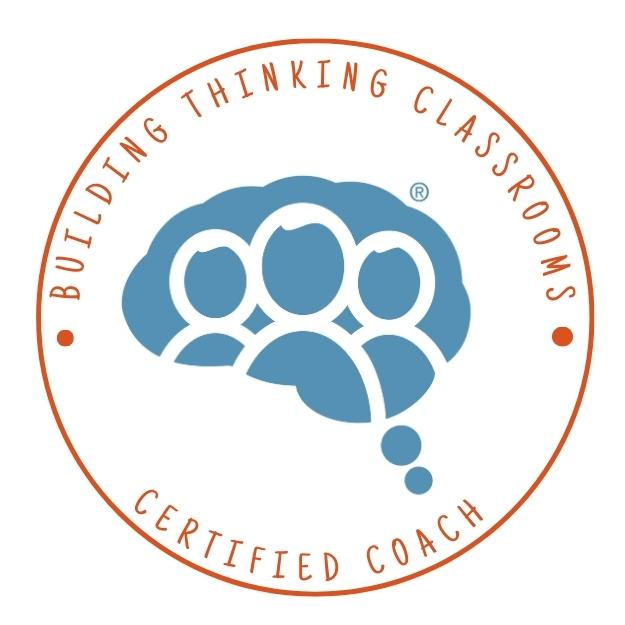 BUILDING THINKING CLASSROOMS
®
CERTIFIED COACH